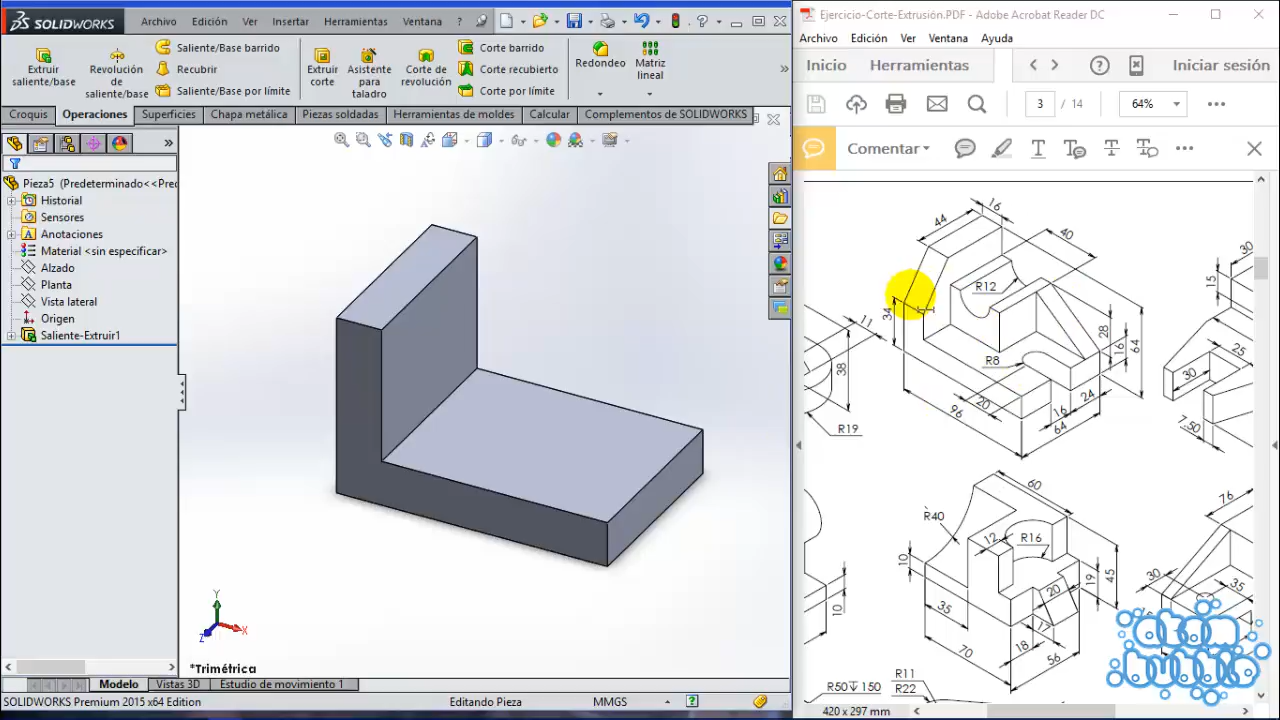 SOLIDWORKS
Archivo Edición Ver Insertar Herramientas Ventana ?
Extruir saliente/base
Revolución de saliente/base
Saliente/Base barrido
Recubrir
Saliente/Base por límite
Extruir corte
Asistente para taladro
Corte de revolución
Corte barrido
Corte recubierto
Corte por límite
Redondeo
Matriz lineal
Croquis Operaciones Superficies Chapa metálica Piezas soldadas Herramientas de moldes Calcular Complementos de SOLIDWORKS
Pieza5 (Predeterminado<<Pred
Historial
Sensores
Anotaciones
Material <sin especificar>
Alzado
Planta
Vista lateral
Origen
Saliente-Extruir1
Y
Z
X
*Trimétrica
Modelo Vistas 3D Estudio de movimiento 1
SOLIDWORKS Premium 2015 x64 Edition Editando Pieza MMGS
Ejercicio-Corte-Extrusión.PDF - Adobe Acrobat Reader DC
Archivo Edición Ver Ventana Ayuda
Inicio Herramientas Iniciar sesión
3 / 14 64%
Comentar
16
44
40
R12
34
28
16
64
R8
20
24
16
96
64
11
38
R19
30
15
25
30
7,50
60
R40
12
R16
10
45
19
20
35
17
18
70
56
10
76
30
35
R11
R50↧150
R22
420 x 297 mm